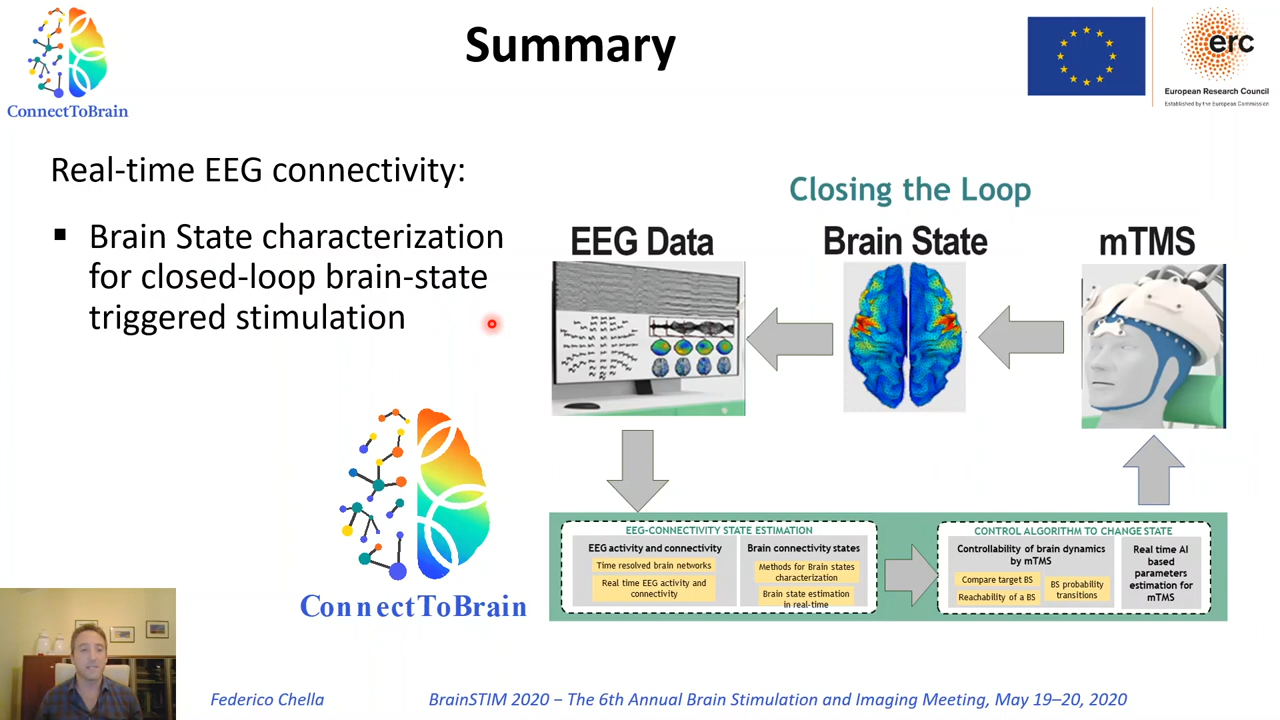 Summary
ConnectToBrain
erc
European Research Council
Established by the European Commission
Real-time EEG connectivity:
▪ Brain State characterization
for closed-loop brain-state
triggered stimulation
Closing the Loop
EEG Data
Brain State
mTMS
ConnectToBrain
EEG-CONNECTIVITY STATE ESTIMATION
EEG activity and connectivity
Time resolved brain networks
Real time EEG activity and
connectivity
Brain connectivity states
Methods for Brain states
characterization
Brain state estimation
in real-time
CONTROL ALGORITHM TO CHANGE STATE
Controllability of brain dynamics
by mTMS
Compare target BS
Reachability of a BS
BS probability
transitions
Real time AI
based
parameters
estimation for
mTMS
Federico Chella
BrainSTIM 2020 – The 6th Annual Brain Stimulation and Imaging Meeting, May 19–20, 2020